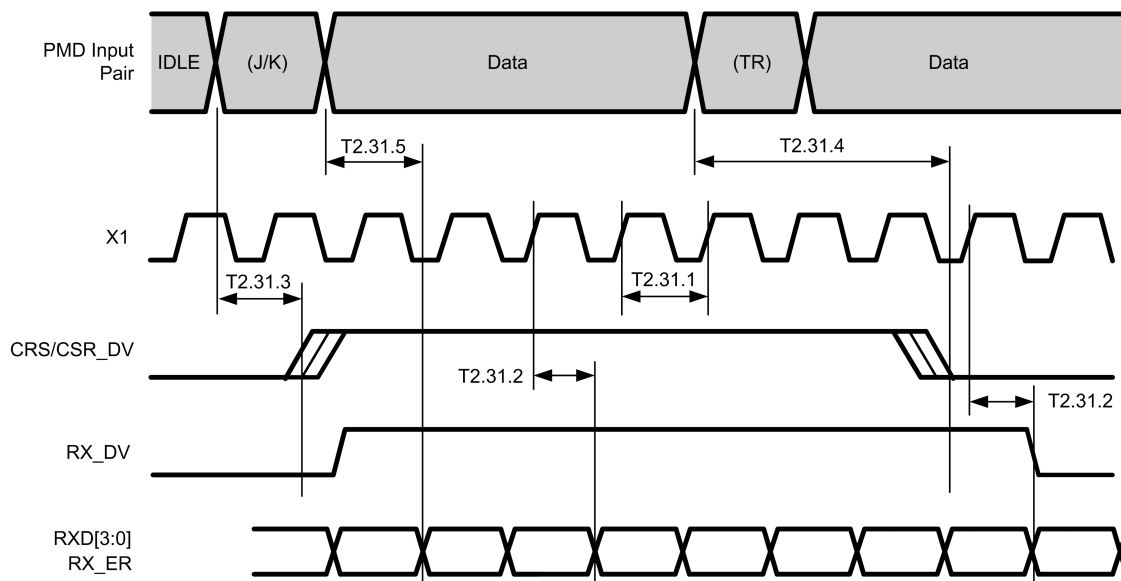 PMD Input
Pair
IDLE
(J/K)
Data
(TR)
Data
T2.31.5
T2.31.4
X1
T2.31.3
T2.31.1
CRS/CSR_DV
T2.31.2
T2.31.2
RX_DV
RXD[3:0]
RX_ER